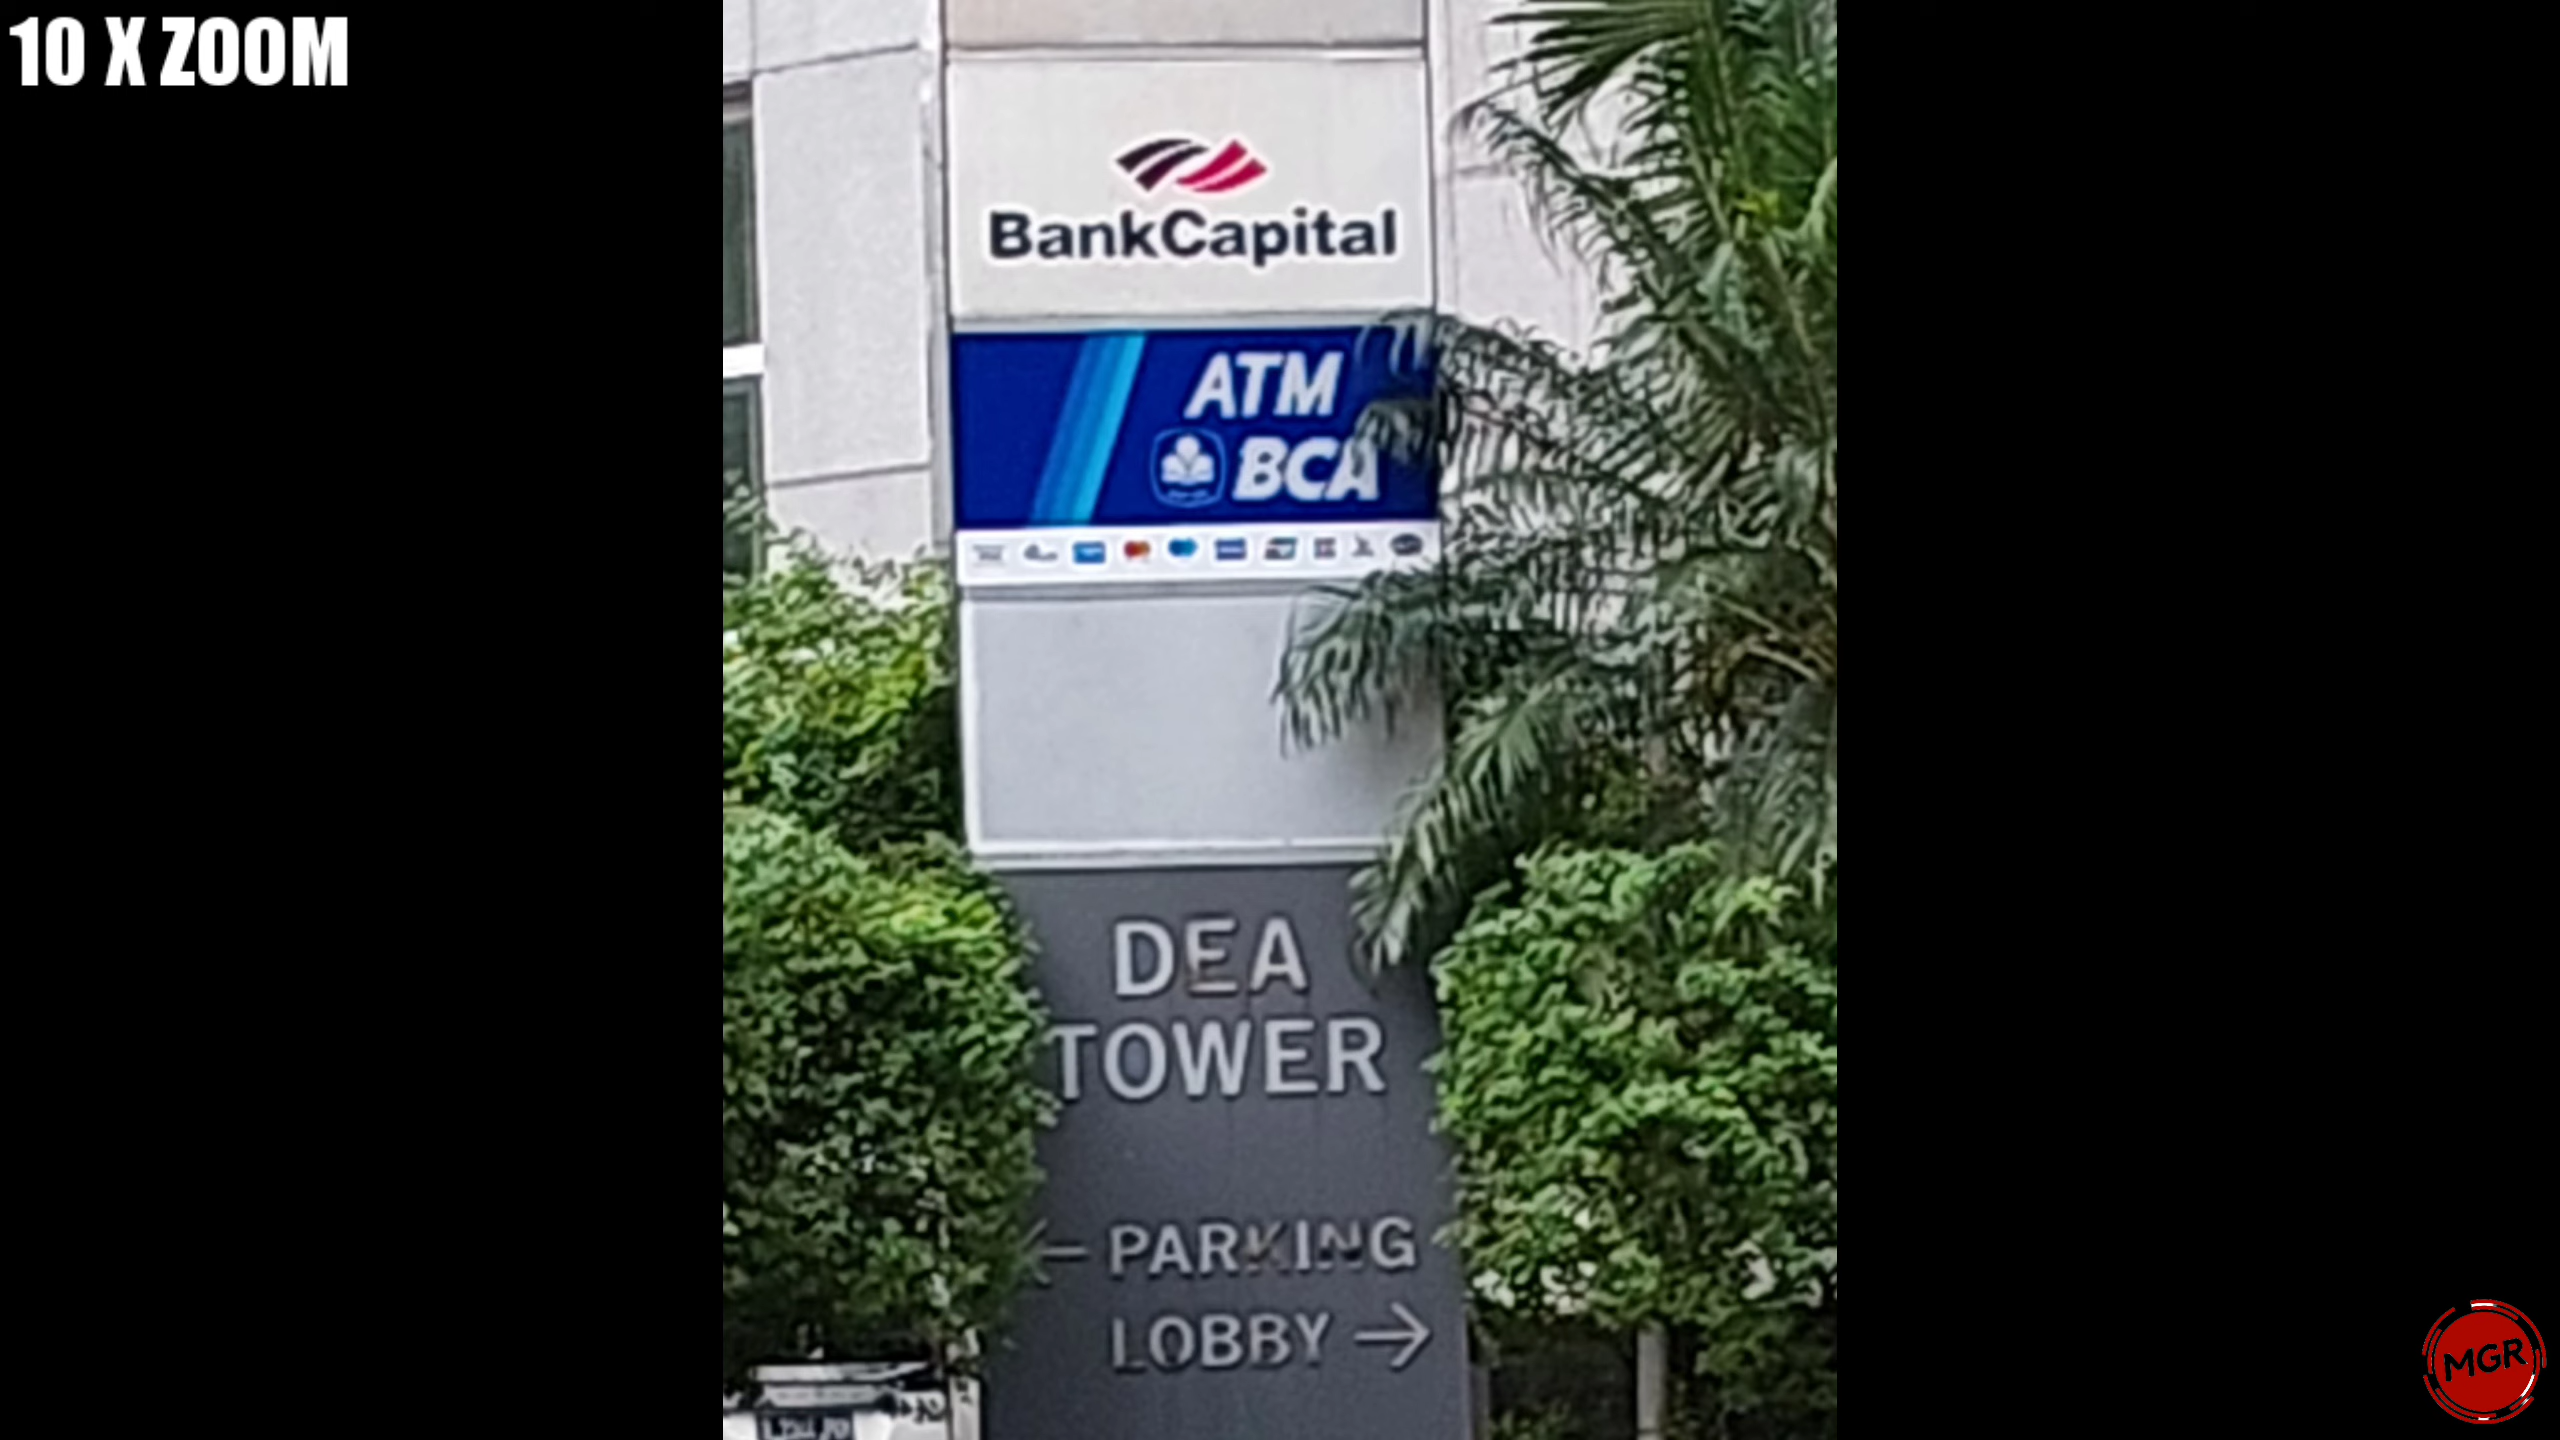 10 X ZOOM
BankCapital
ATM
BCA
DEA
TOWER
← PARKING
LOBBY →
MGR